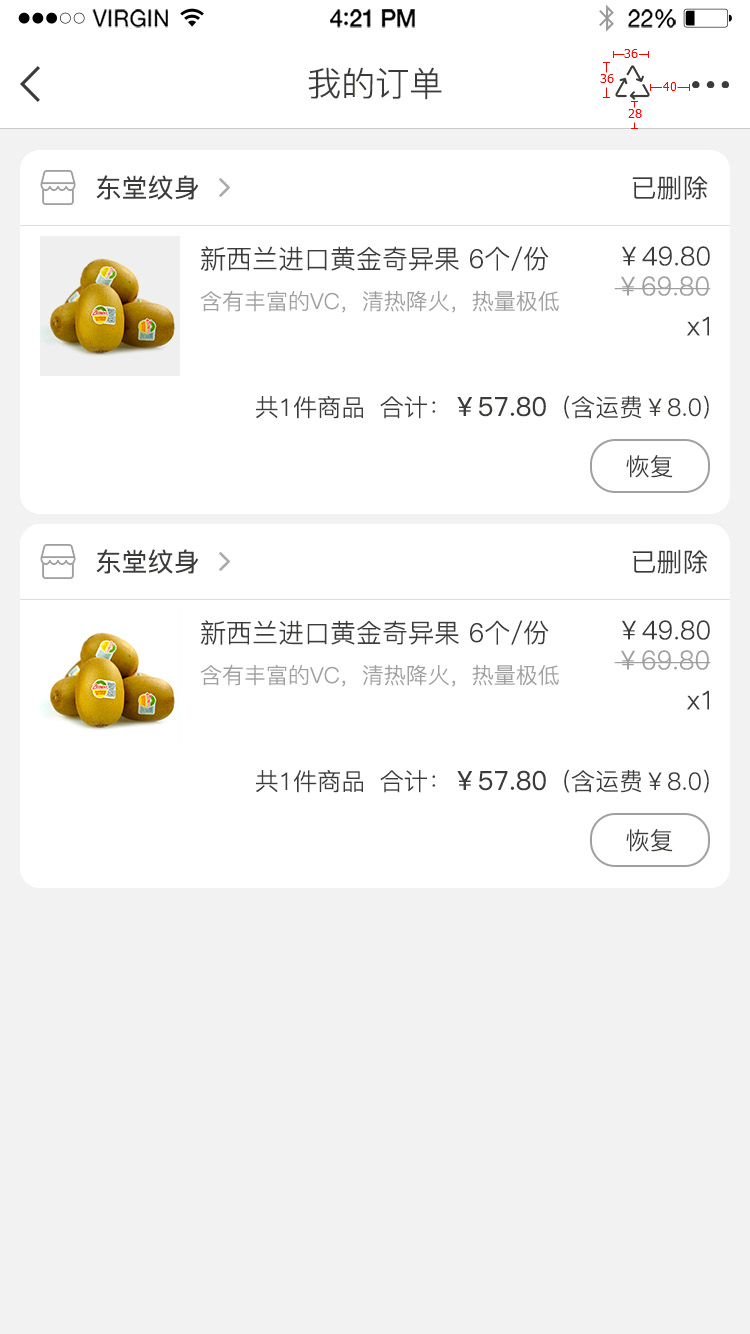 VIRGIN 4:21 PM 22%
36
我的订单
36
40
28
东堂纹身 已删除
新西兰进口黄金奇异果 6个/份 ¥49.80
¥69.80
含有丰富的VC，清热降火，热量极低
x1
共1件商品 合计： ¥57.80（含运费¥8.0）
恢复
东堂纹身 已删除
新西兰进口黄金奇异果 6个/份 ¥49.80
¥69.80
含有丰富的VC，清热降火，热量极低
x1
共1件商品 合计： ¥57.80（含运费¥8.0）
恢复